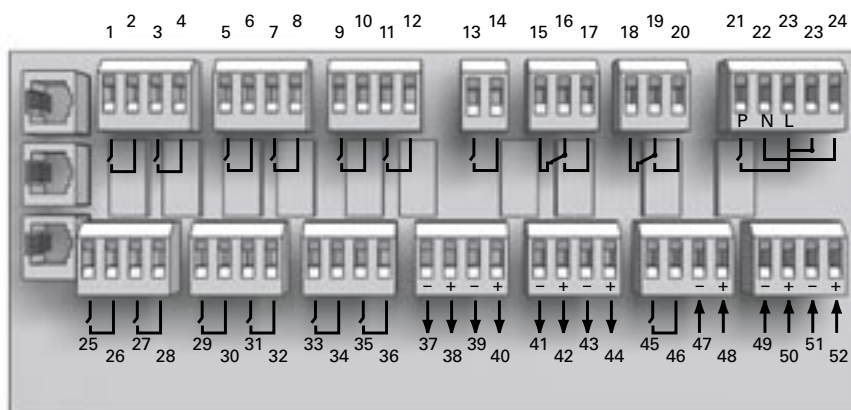 1 2 3 4 5 6 7 8 9 10 11 12 13 14 15 16 17 18 19 20 21 22 23 23 24
P N L
− + − + − + − + − + − + − +
25 26 27 28 29 30 31 32 33 34 35 36 37 38 39 40 41 42 43 44 45 46 47 48 49 50 51 52